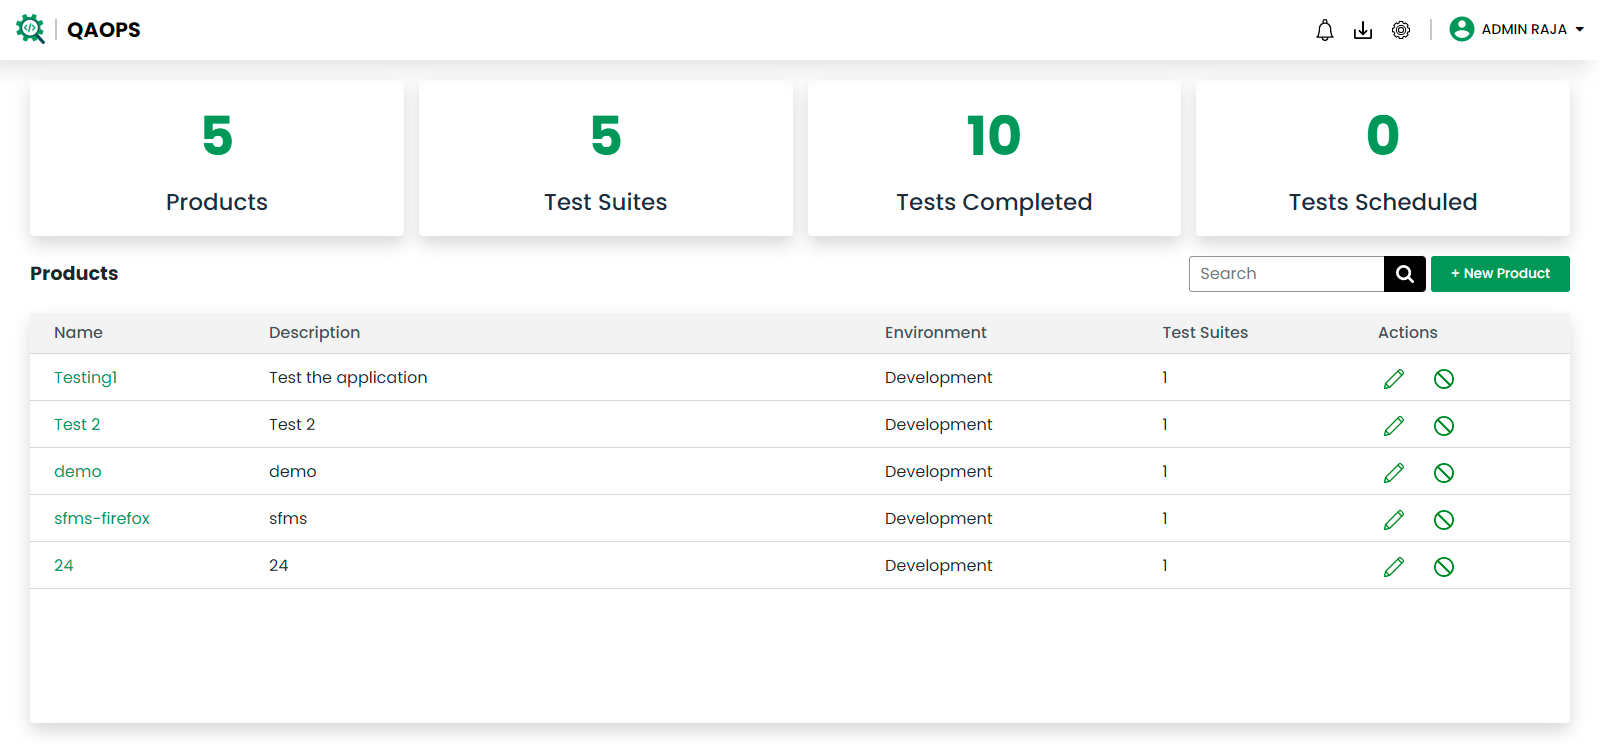 QAOPS
ADMIN RAJA
5
Products
5
Test Suites
10
Tests Completed
0
Tests Scheduled
Products
Search
+ New Product
Name Description Environment Test Suites Actions
Testing1 Test the application Development 1
Test 2 Test 2 Development 1
demo demo Development 1
sfms-firefox sfms Development 1
24 24 Development 1